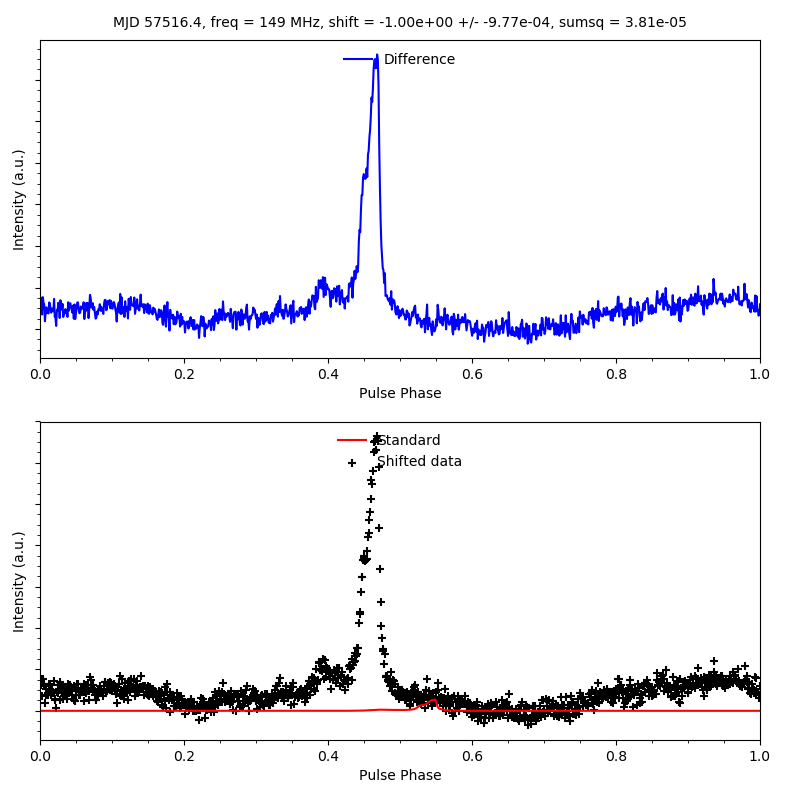 MJD 57516.4, freq = 149 MHz, shift = -1.00e+00 +/- -9.77e-04, sumsq = 3.81e-05
Difference
Intensity (a.u.)
0.0 0.2 0.4 0.6 0.8 1.0
Pulse Phase
Standard
Shifted data
Intensity (a.u.)
0.0 0.2 0.4 0.6 0.8 1.0
Pulse Phase